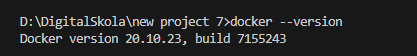 D:\DigitalSkola\new project 7>docker --version
Docker version 20.10.23, build 7155243